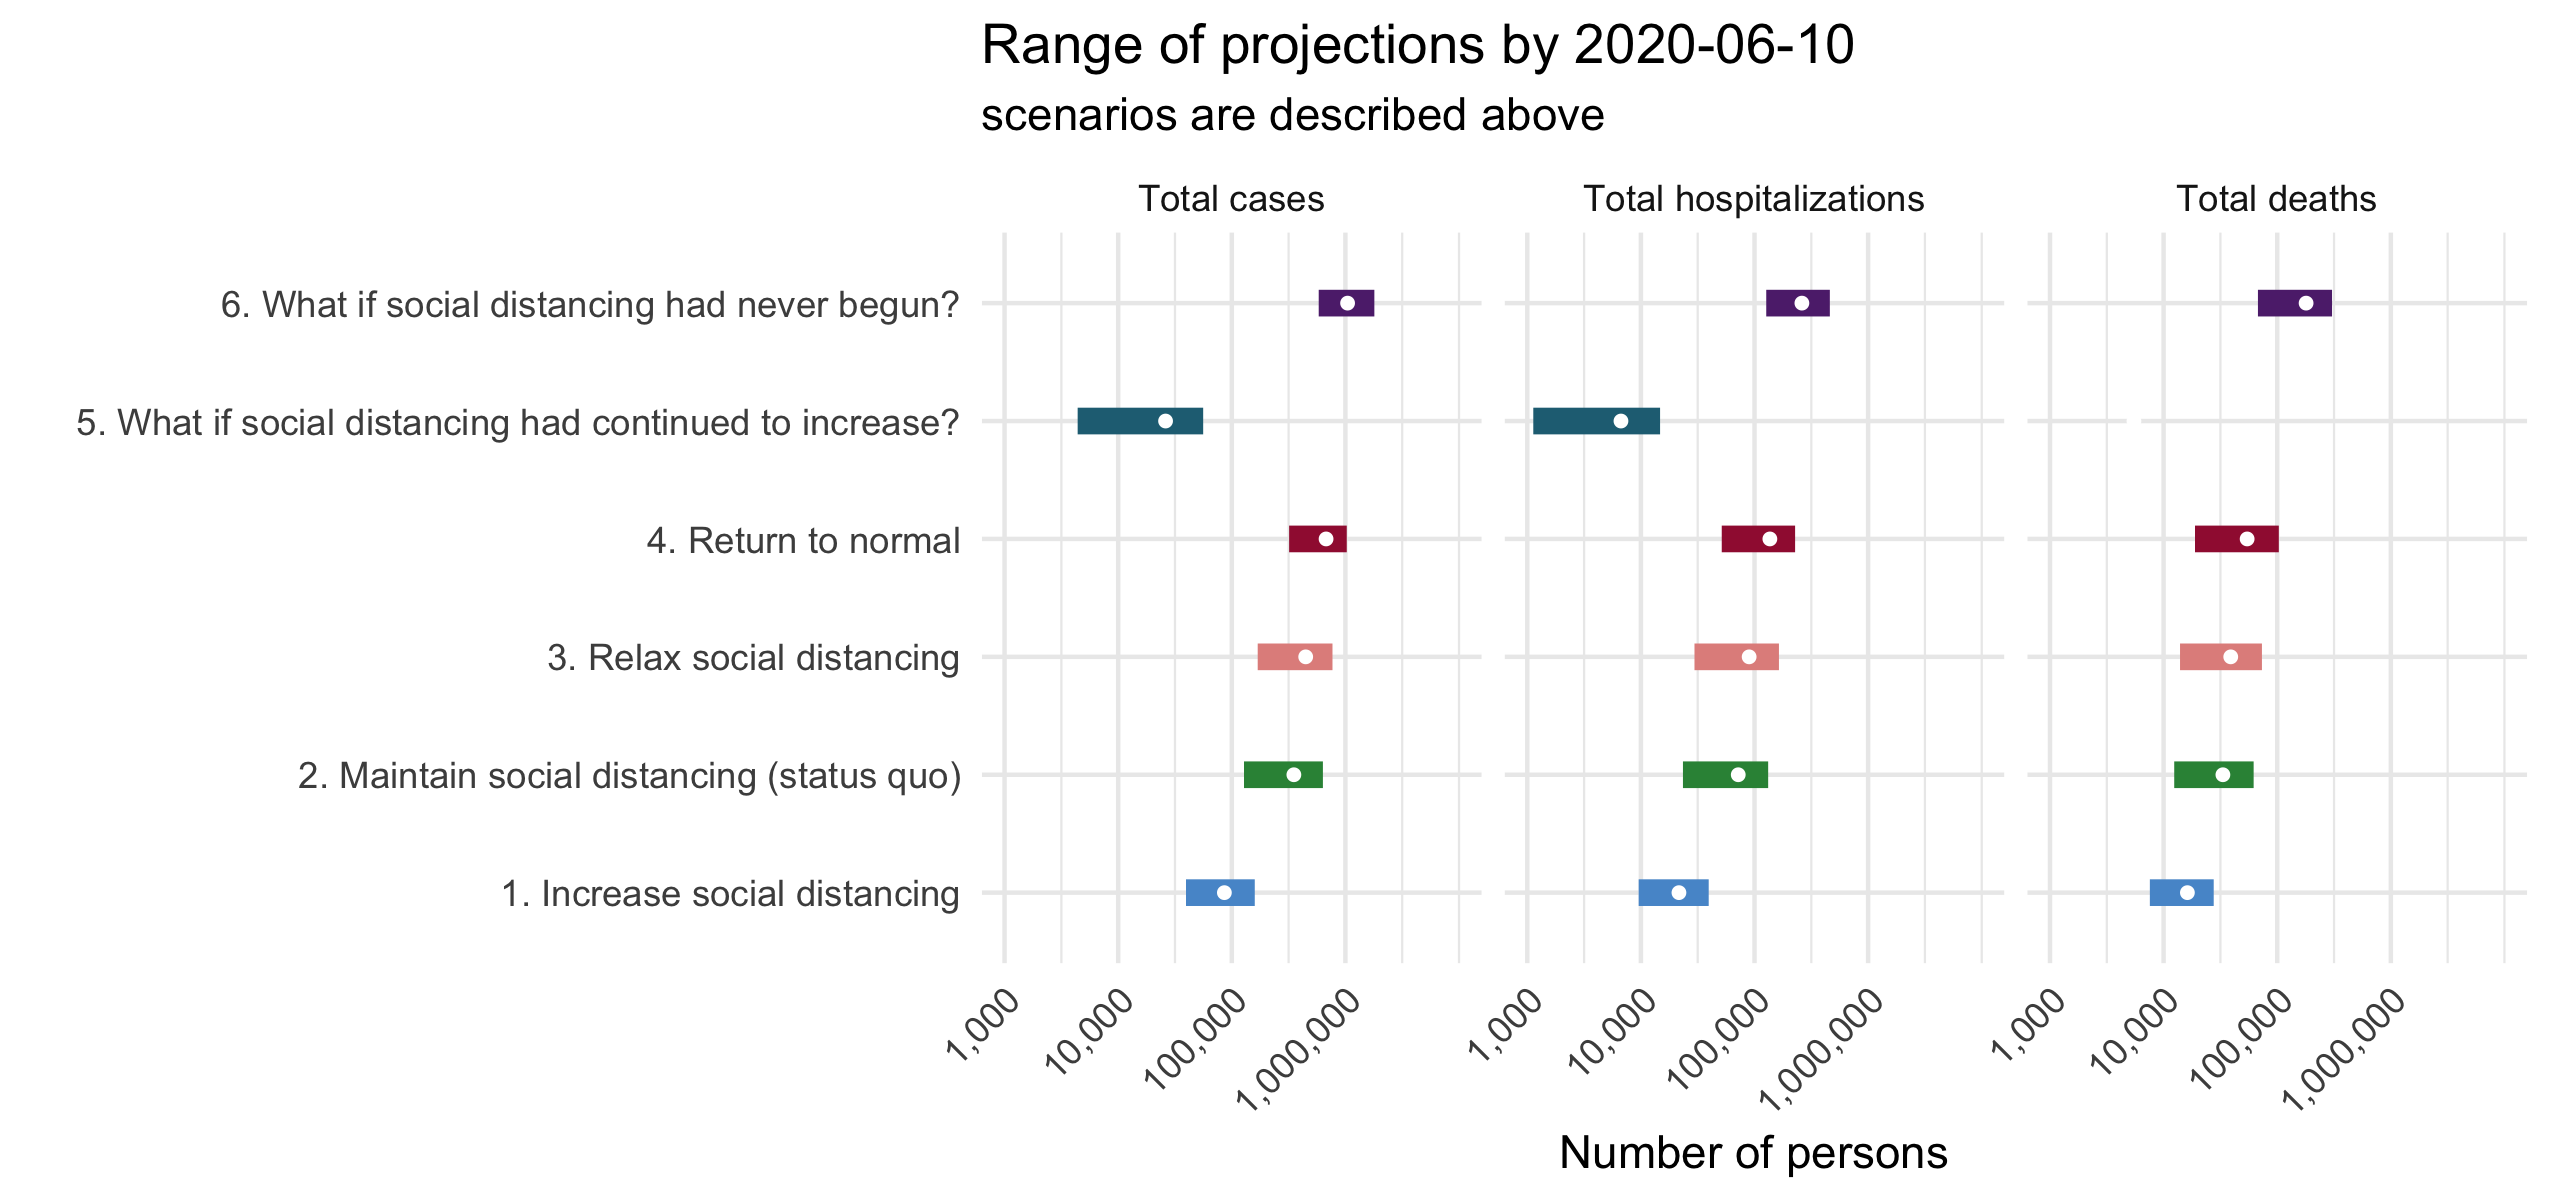 Range of projections by 2020-06-10
scenarios are described above
Total cases
Total hospitalizations
Total deaths
6. What if social distancing had never begun?
5. What if social distancing had continued to increase?
4. Return to normal
3. Relax social distancing
2. Maintain social distancing (status quo)
1. Increase social distancing
1,000
10,000
100,000
1,000,000
1,000
10,000
100,000
1,000,000
1,000
10,000
100,000
1,000,000
Number of persons